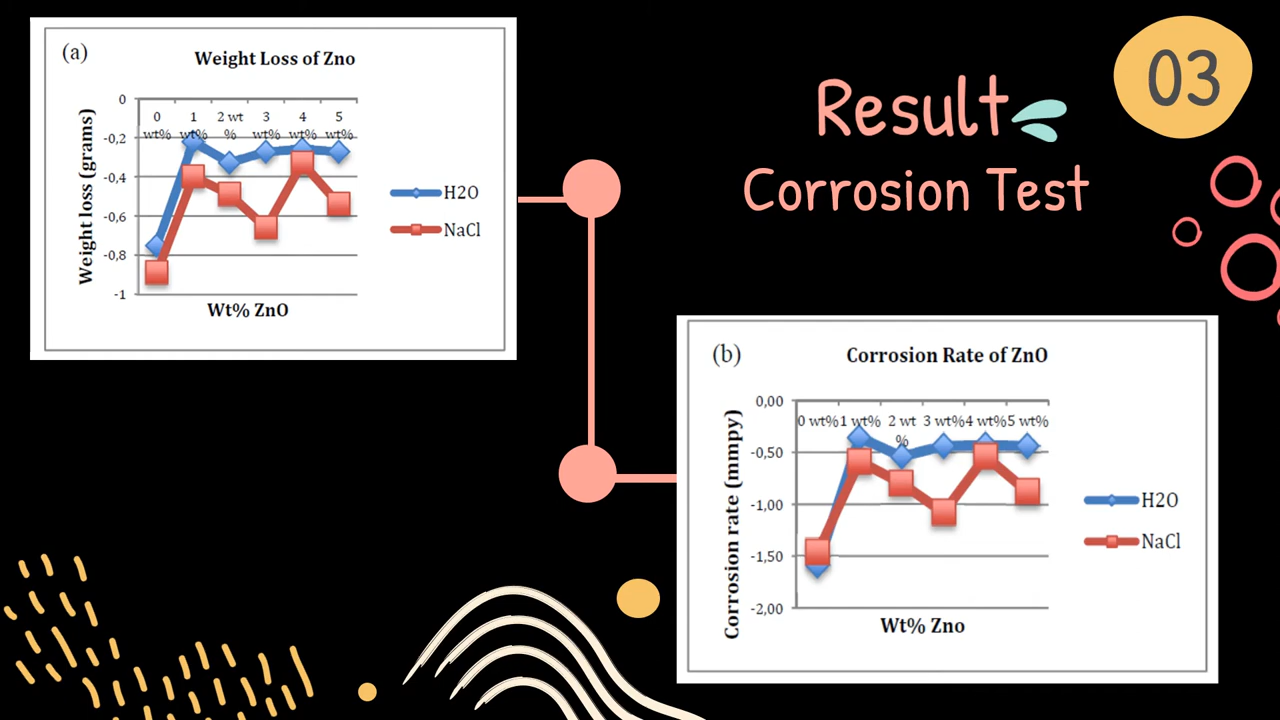 (a)
Weight Loss of Zno
Weight loss (grams)
0
-0,2
-0,4
-0,6
-0,8
-1
0 wt%
1 wt%
2 wt %
3 wt%
4 wt%
5 wt%
Wt% ZnO
H2O
NaCl
Result
Corrosion Test
03
(b)
Corrosion Rate of ZnO
Corrosion rate (mmpy)
0,00
-0,50
-1,00
-1,50
-2,00
0 wt%
1 wt%
2 wt %
3 wt%
4 wt%
5 wt%
Wt% Zno
H2O
NaCl